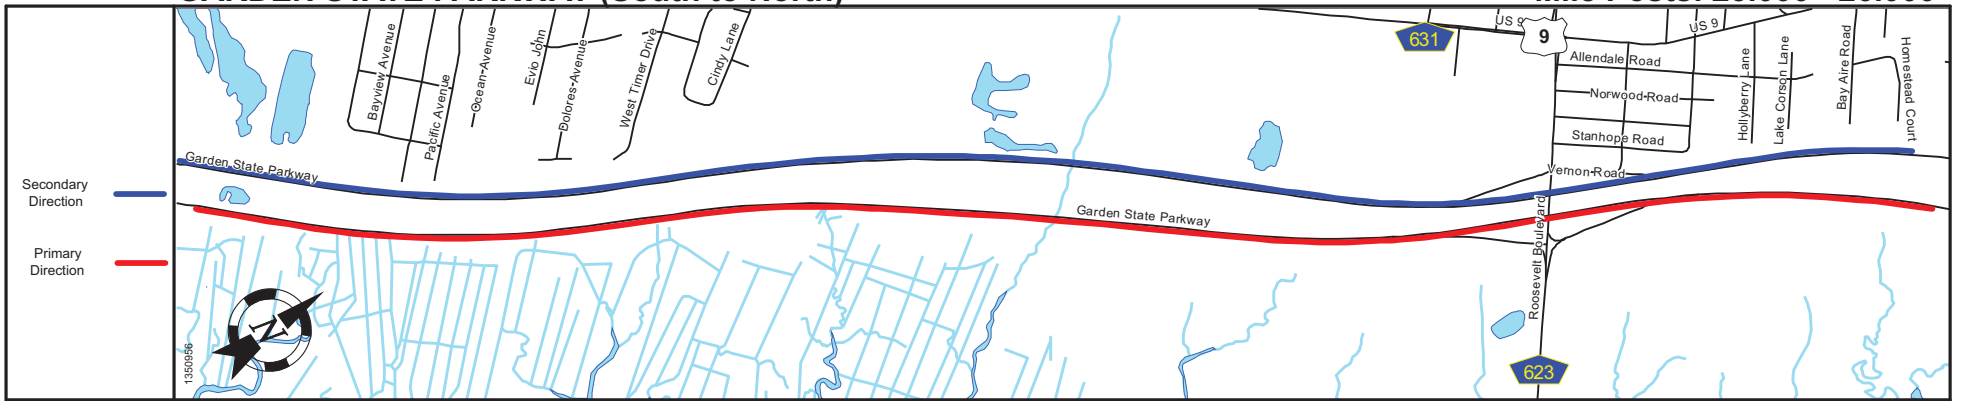 Secondary
Direction
Primary
Direction
Garden State Parkway
Bayview Avenue
Pacific Avenue
Ocean Avenue
Evio John
Dolores Avenue
West Timer Drive
Cindy Lane
631
US 9
9
US 9
Allendale Road
Norwood Road
Stanhope Road
Vernon Road
Hollyberry Lane
Lake Corson Lane
Bay Aire Road
Homestead Court
Garden State Parkway
Roosevelt Boulevard
623
N
1350956